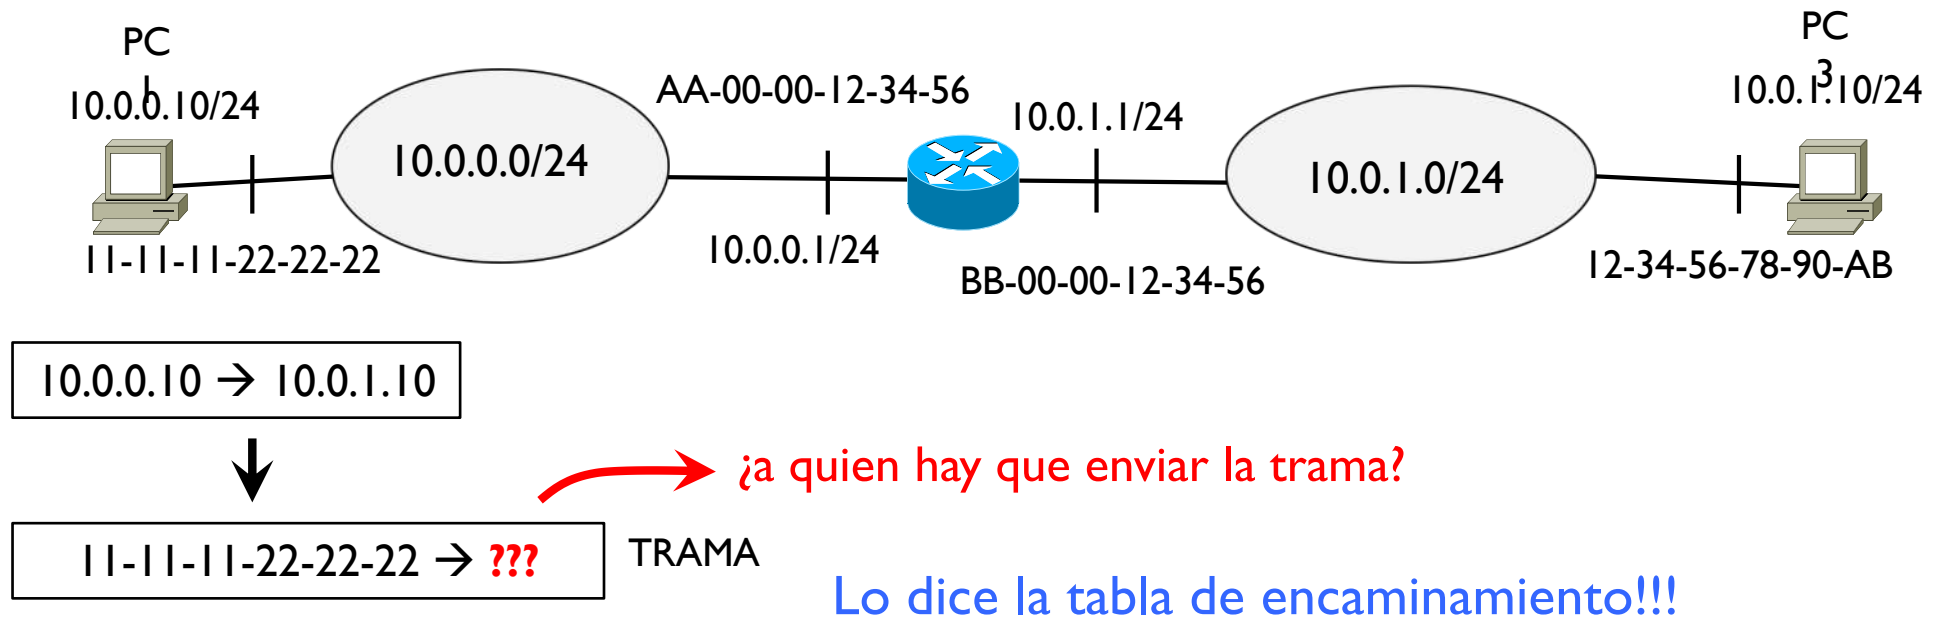 PC
1
10.0.0.10/24
11-11-11-22-22-22
10.0.0.0/24
AA-00-00-12-34-56
10.0.0.1/24
10.0.1.1/24
BB-00-00-12-34-56
10.0.1.0/24
PC
3
10.0.1.10/24
12-34-56-78-90-AB
10.0.0.10 → 10.0.1.10
¿a quien hay que enviar la trama?
11-11-11-22-22-22 → ???
TRAMA
Lo dice la tabla de encaminamiento!!!